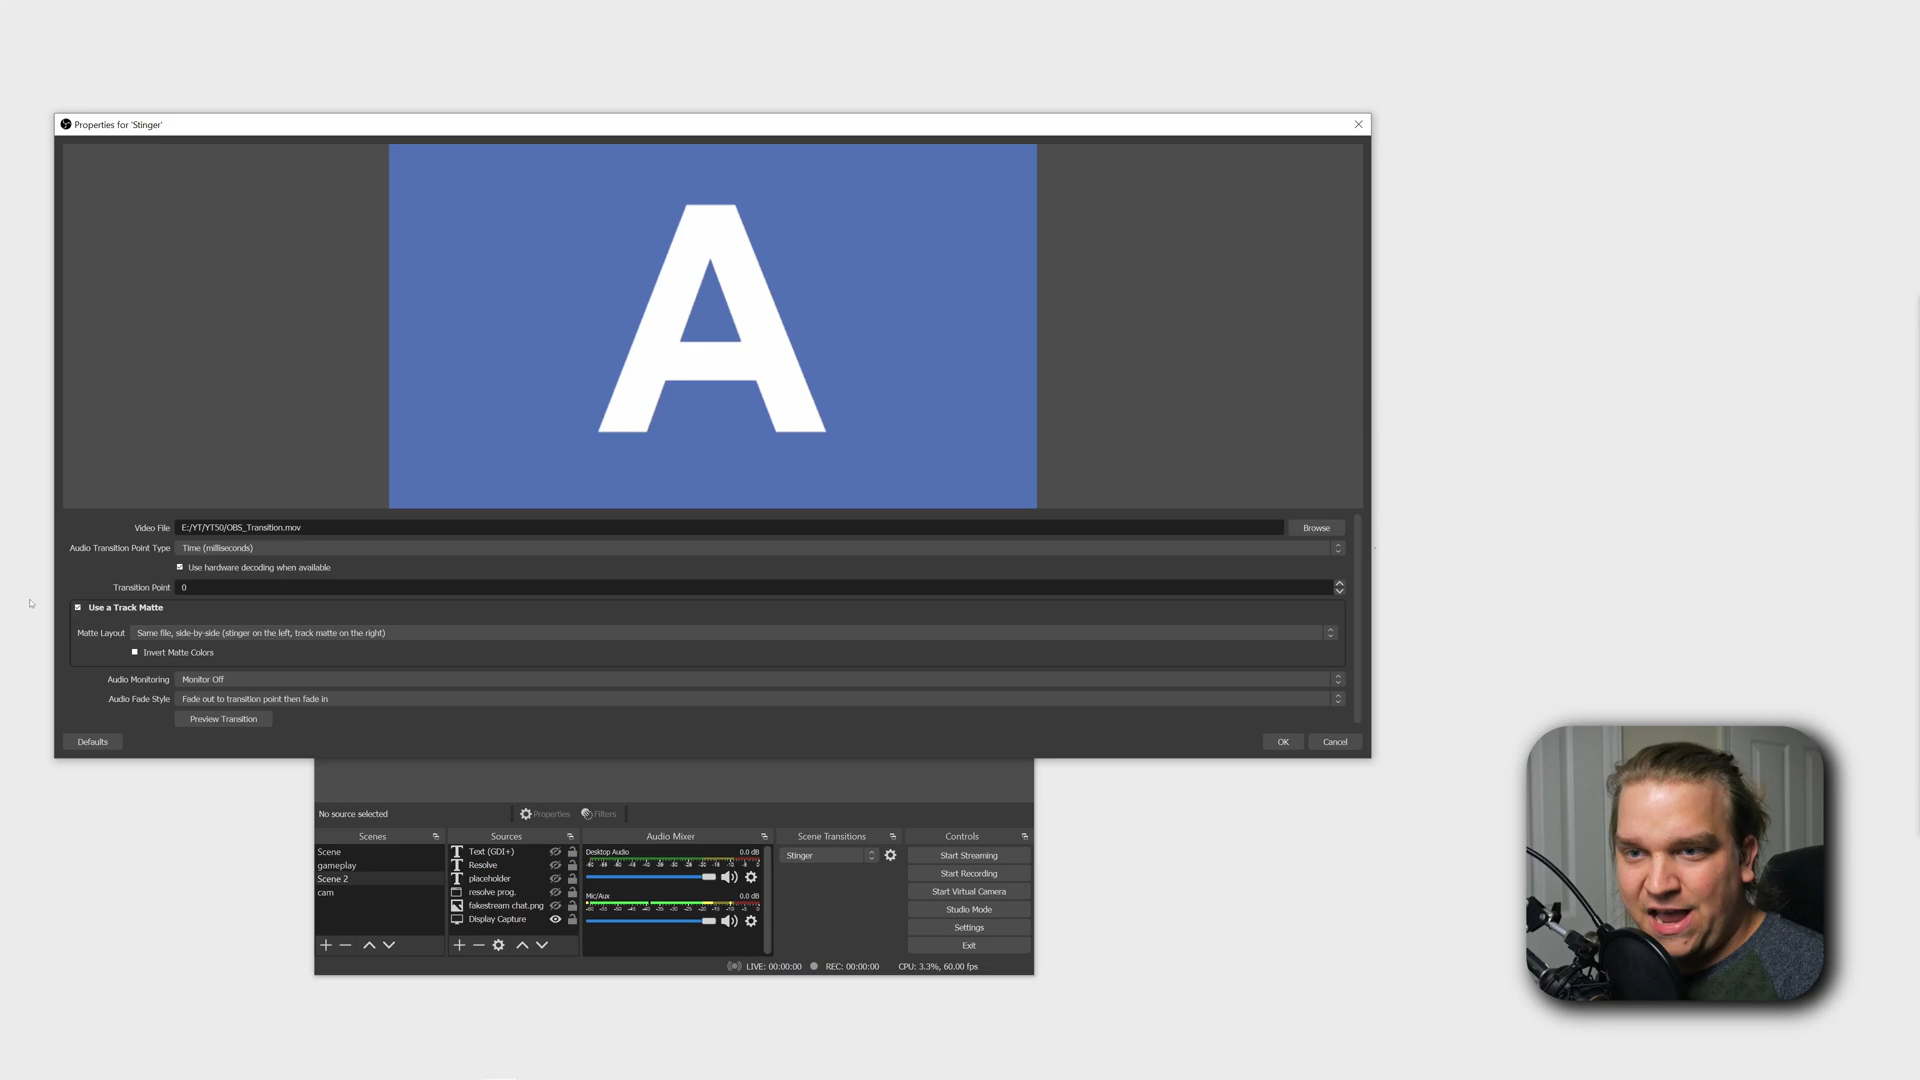 Properties for 'Stinger'
A
Video File E:/YT/YT50/OBS_Transition.mov Browse
Audio Transition Point Type Time (milliseconds)
Use hardware decoding when available
Transition Point 0
Use a Track Matte
Matte Layout Same file, side-by-side (stinger on the left, track matte on the right)
Invert Matte Colors
Audio Monitoring Monitor Off
Audio Fade Style Fade out to transition point then fade in
Preview Transition
Defaults OK Cancel
No source selected Properties Filters
Scenes
Scene
gameplay
Scene 2
cam
Sources
Text (GDI+)
Resolve
placeholder
resolve prog.
fakestream chat.png
Display Capture
Audio Mixer
Desktop Audio 0.0 dB
Mic/Aux 0.0 dB
Scene Transitions
Stinger
Controls
Start Streaming
Start Recording
Start Virtual Camera
Studio Mode
Settings
Exit
LIVE: 00:00:00 REC: 00:00:00 CPU: 3.3%, 60.00 fps